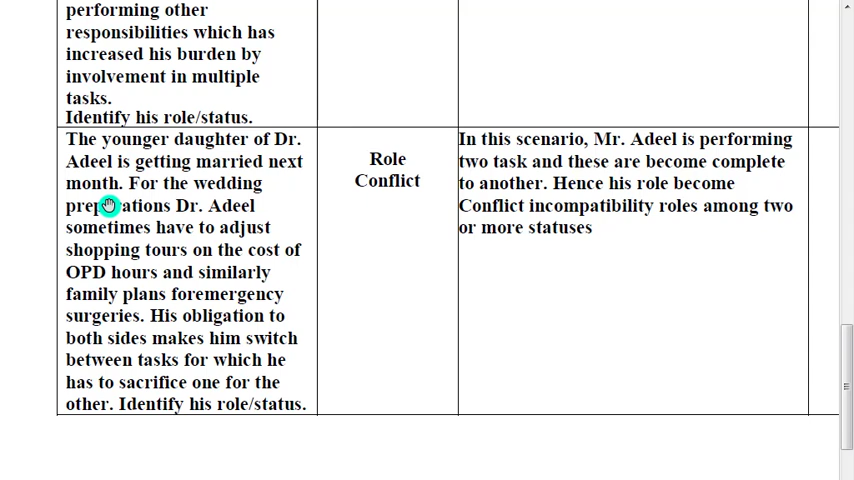 performing other
responsibilities which has
increased his burden by
involvement in multiple
tasks.
Identify his role/status.
The younger daughter of Dr.
Adeel is getting married next
month. For the wedding
preparations Dr. Adeel
sometimes have to adjust
shopping tours on the cost of
OPD hours and similarly
family plans foremergency
surgeries. His obligation to
both sides makes him switch
between tasks for which he
has to sacrifice one for the
other. Identify his role/status.
Role
Conflict
In this scenario, Mr. Adeel is performing
two task and these are become complete
to another. Hence his role become
Conflict incompatibility roles among two
or more statuses